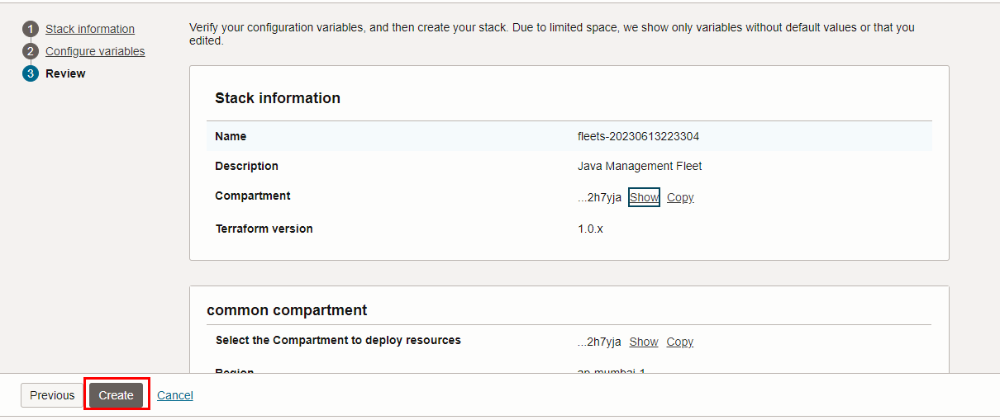 1 Stack information
2 Configure variables
3 Review
Verify your configuration variables, and then create your stack. Due to limited space, we show only variables without default values or that you
edited.
Stack information
Name fleets-20230613223304
Description Java Management Fleet
Compartment ...2h7yja Show Copy
Terraform version 1.0.x
common compartment
Select the Compartment to deploy resources ...2h7yja Show Copy
Region ap-mumbai-1
Previous Create Cancel